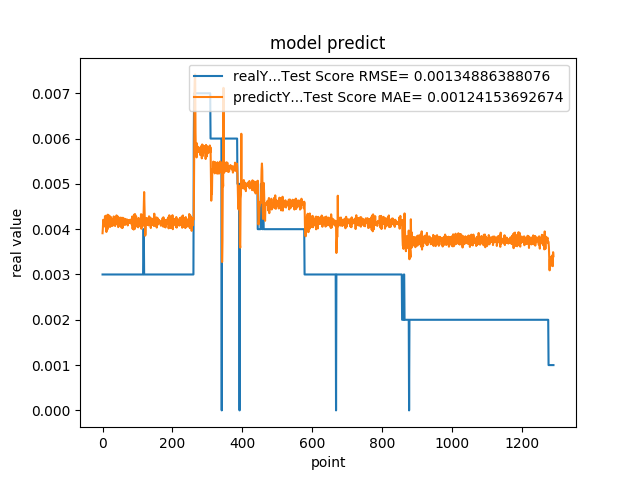 model predict
realY...Test Score RMSE= 0.00134886388076
predictY...Test Score MAE= 0.00124153692674
real value
0.007
0.006
0.005
0.004
0.003
0.002
0.001
0.000
0 200 400 600 800 1000 1200
point